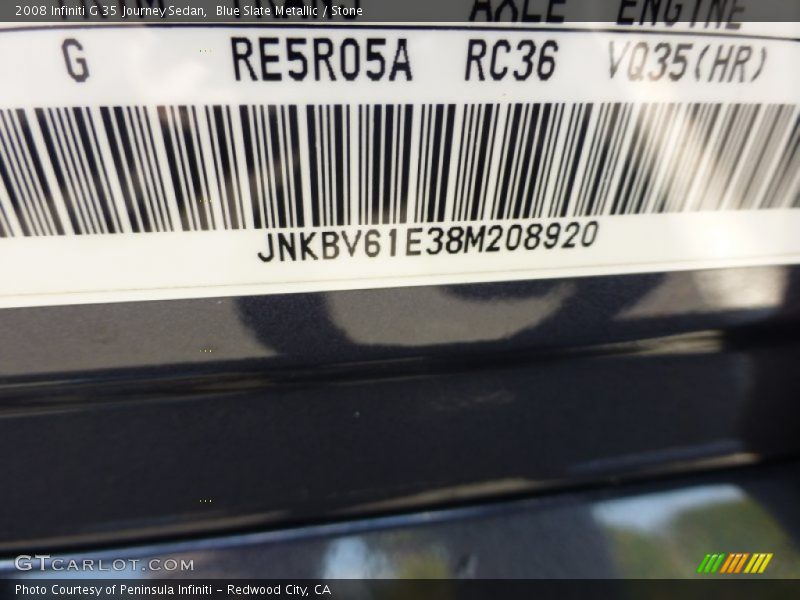 2008 Infiniti G 35 Journey Sedan,  Blue Slate Metallic / Stone
AXLE ENGINE
G RE5R05A RC36 VQ35(HR)
JNKBV61E38M208920
GTCARLOT.COM
Photo Courtesy of Peninsula Infiniti - Redwood City, CA